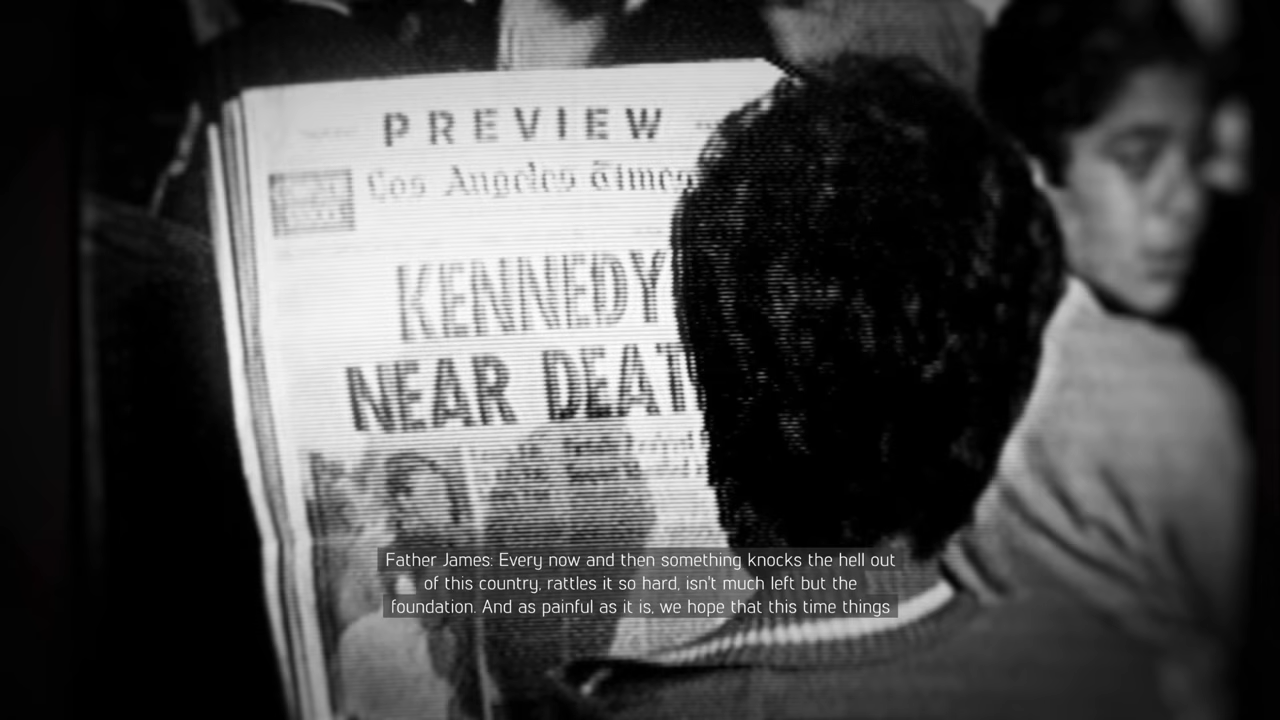 PREVIEW
Los Angeles Times
KENNEDY
NEAR DEAT
Father James: Every now and then something knocks the hell out
of this country, rattles it so hard, isn't much left but the
foundation. And as painful as it is, we hope that this time things